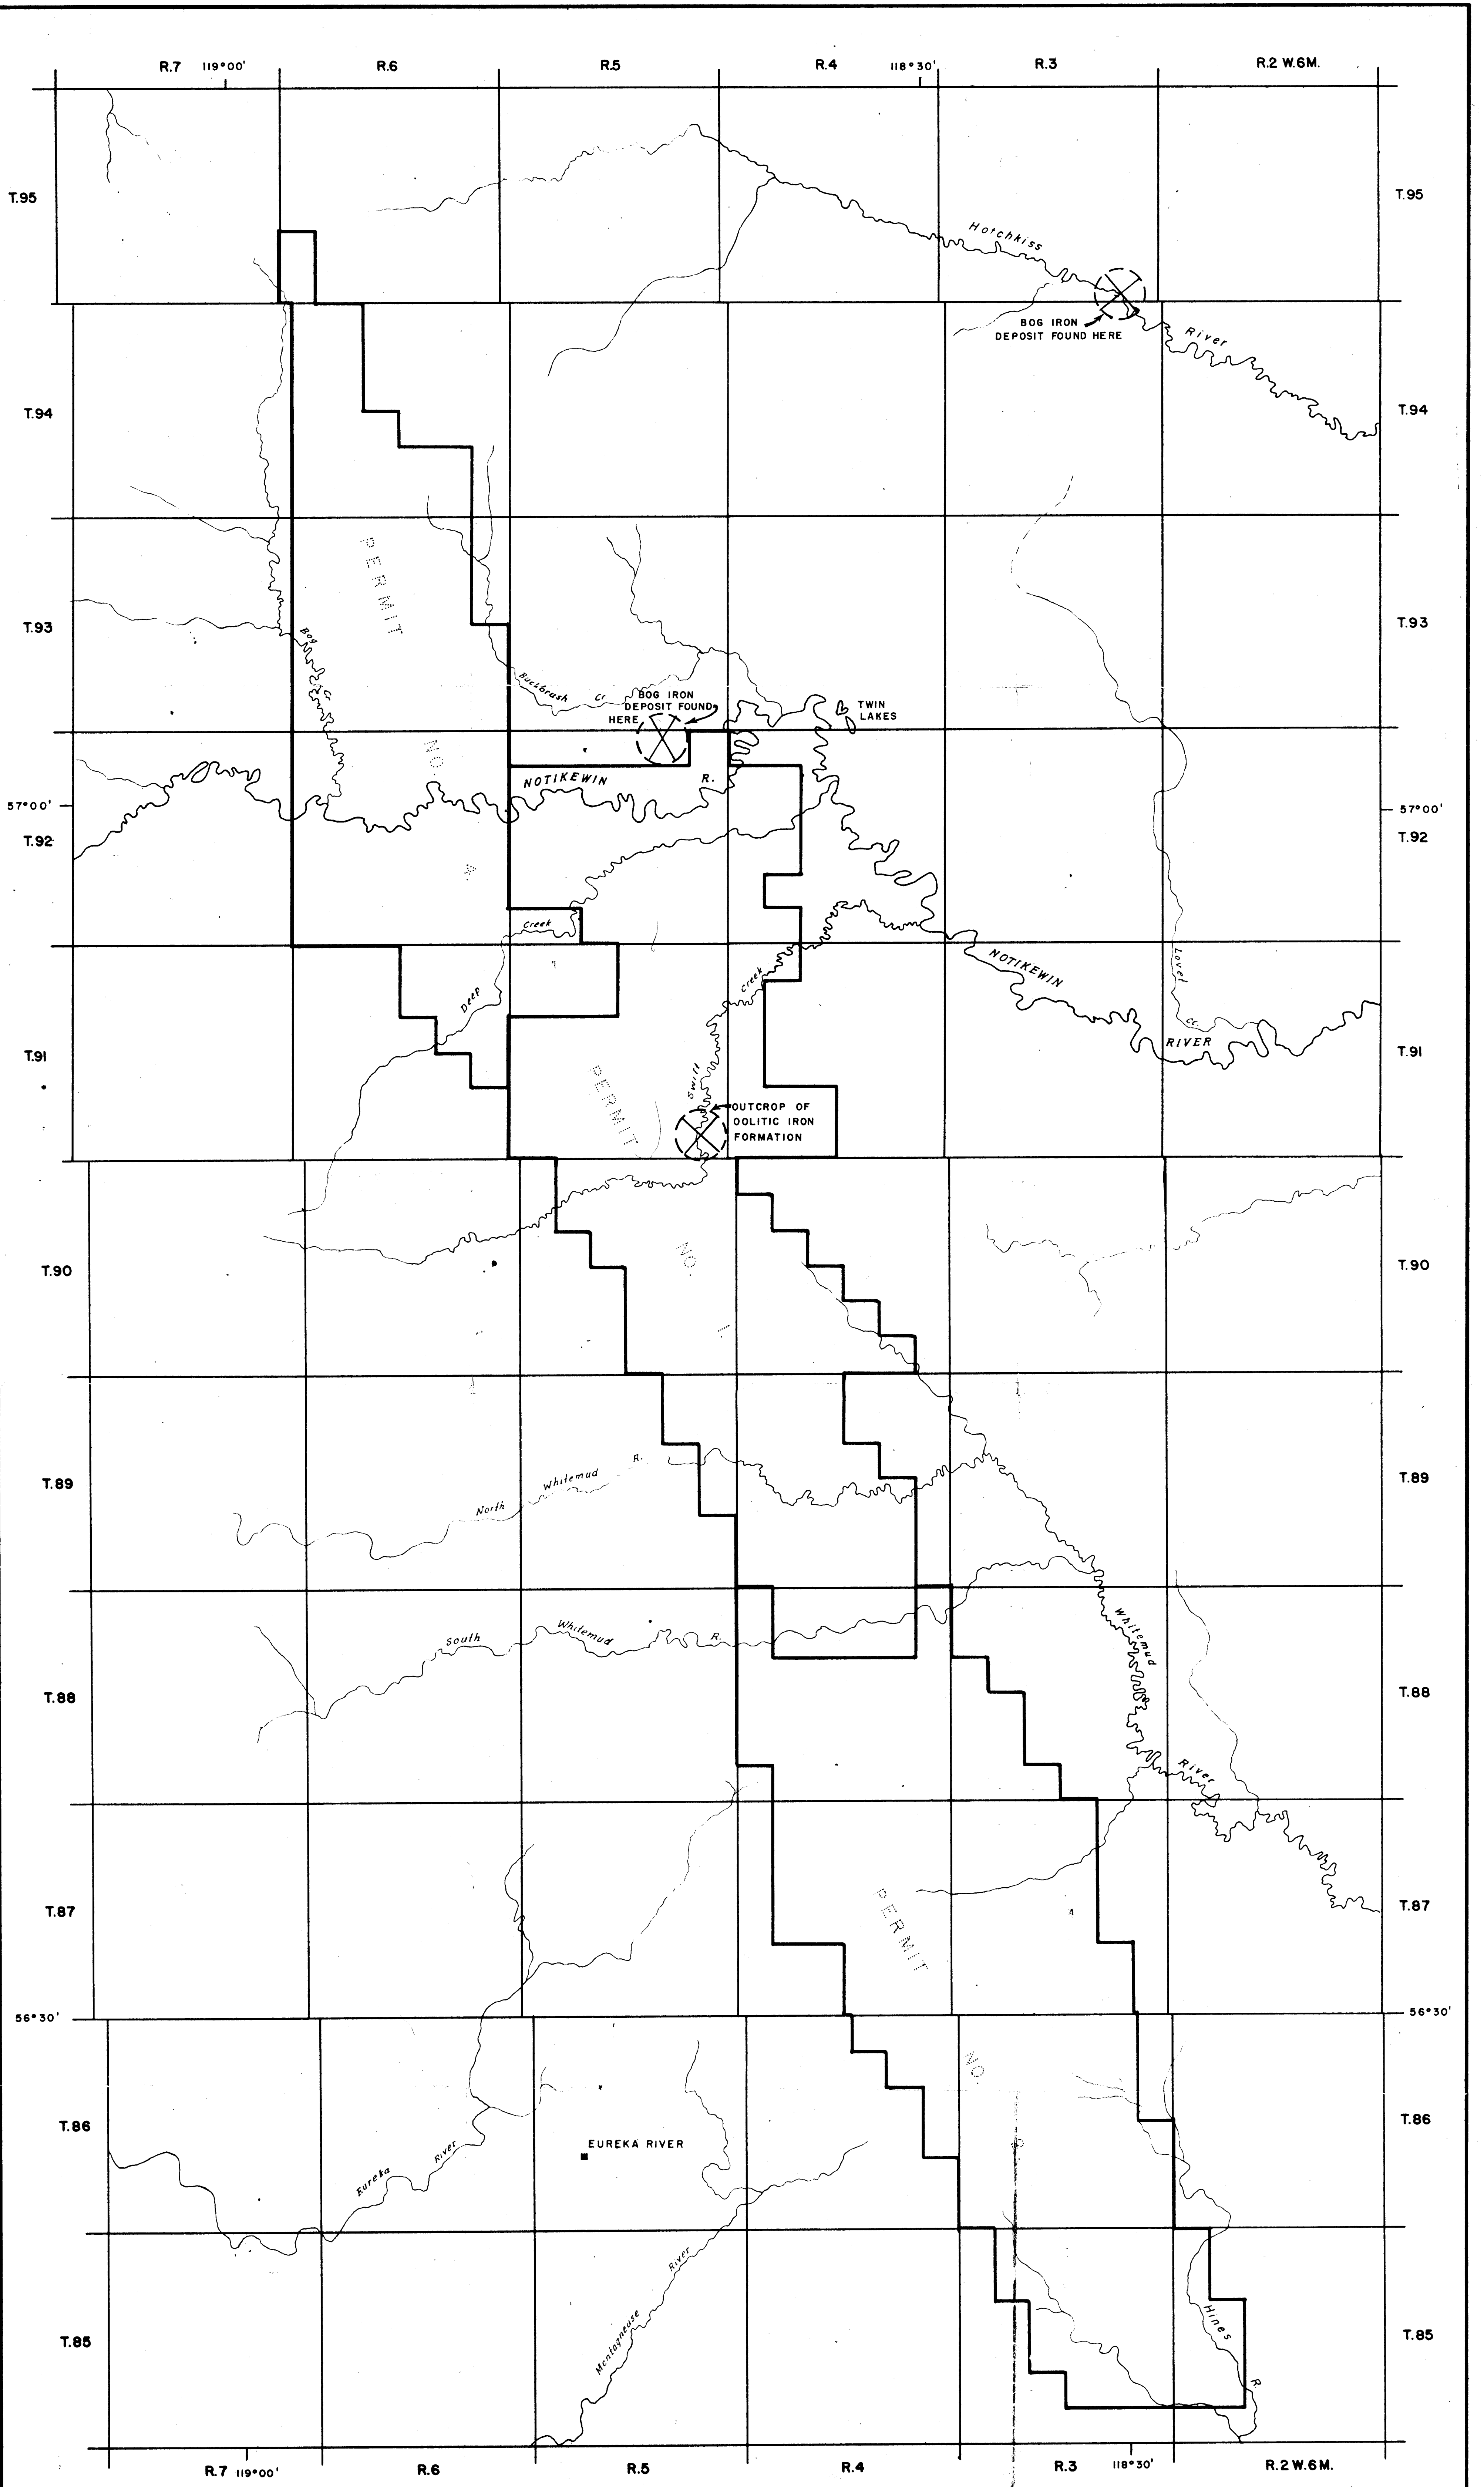 R.7 119°00' R.6 R.5 R.4 118°30' R.3 R.2 W.6M.
T.95 T.95
Hotchkiss
BOG IRON
DEPOSIT FOUND HERE
River
T.94 T.94
PERMIT
T.93 T.93
Bog
Cr.
Buckbrush Cr.
BOG IRON
DEPOSIT FOUND
HERE
TWIN
LAKES
NO.
NOTIKEWIN R.
57°00' 57°00'
T.92 T.92
4.
Creek
NOTIKEWIN
Lovel
Cr.
Creek
Deep
RIVER
T.91 T.91
Swift
PERMIT
OUTCROP OF
OOLITIC IRON
FORMATION
NO.
T.90 T.90
1.
North Whitemud R.
T.89 T.89
South Whitemud R.
Whitemud
T.88 T.88
River
PERMIT
T.87 T.87
56°30' 56°30'
NO.
T.86 T.86
EUREKA RIVER
Eureka River
River
Montagneuse
Hines
R.
T.85 T.85
R.7 119°00' R.6 R.5 R.4 R.3 118°30' R.2 W.6M.